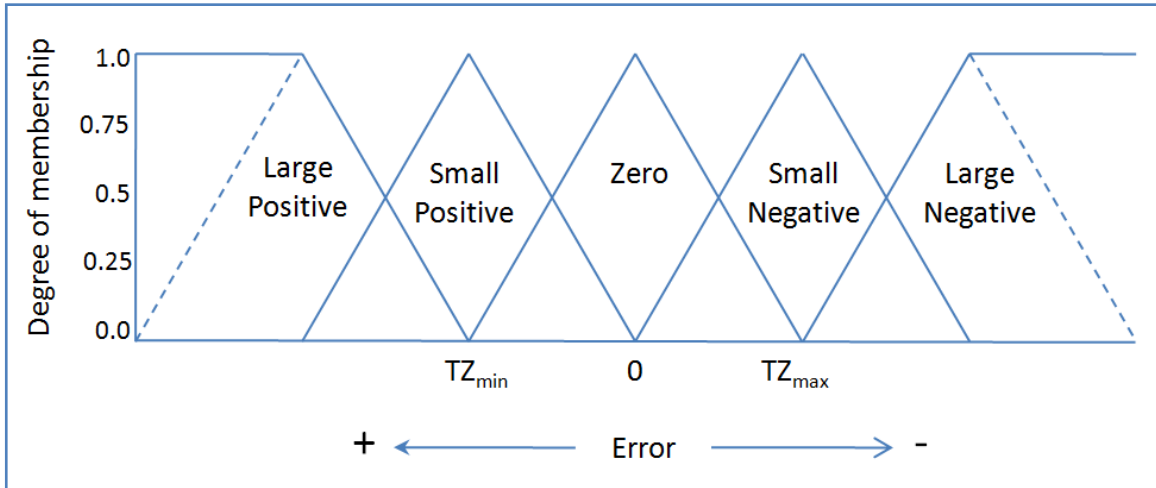 Degree of membership
1.0
0.75
0.5
0.25
0.0
Large
Positive
Small
Positive
Zero
Small
Negative
Large
Negative
TZmin
0
TZmax
+
Error
-